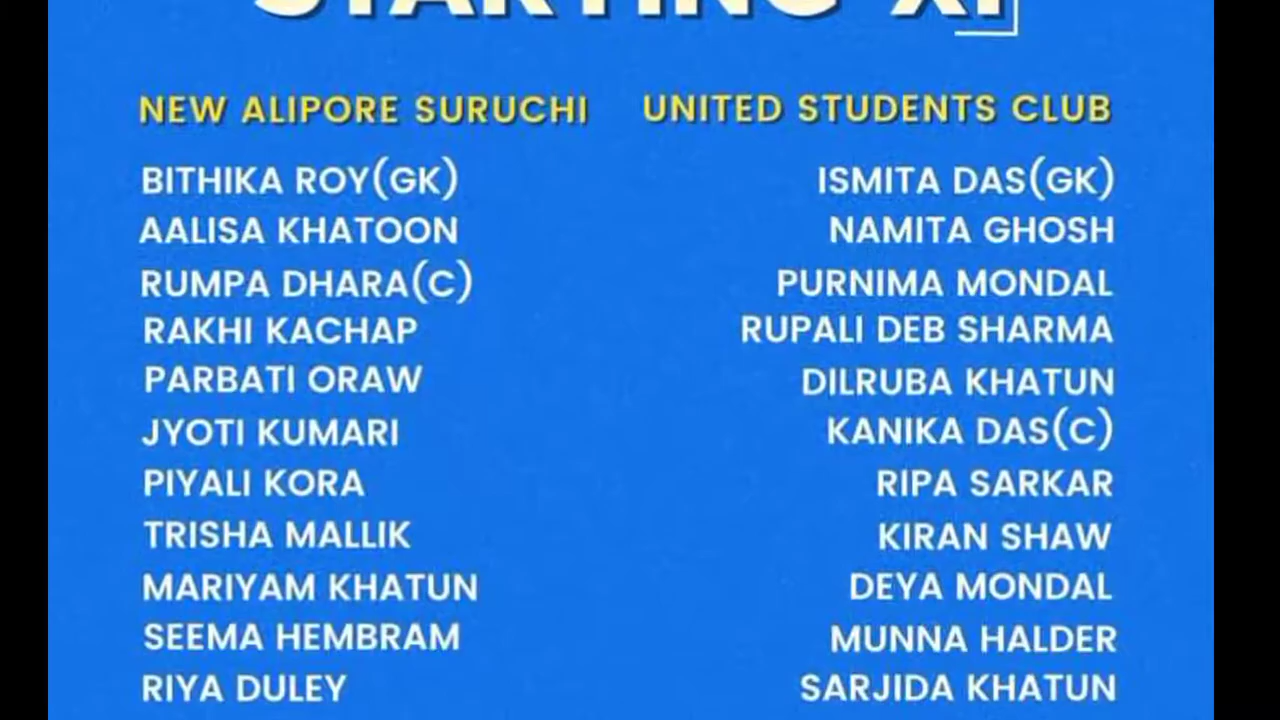 STARTING XI
NEW ALIPORE SURUCHI UNITED STUDENTS CLUB
BITHIKA ROY(GK) ISMITA DAS(GK)
AALISA KHATOON NAMITA GHOSH
RUMPA DHARA(C) PURNIMA MONDAL
RAKHI KACHAP RUPALI DEB SHARMA
PARBATI ORAW DILRUBA KHATUN
JYOTI KUMARI KANIKA DAS(C)
PIYALI KORA RIPA SARKAR
TRISHA MALLIK KIRAN SHAW
MARIYAM KHATUN DEYA MONDAL
SEEMA HEMBRAM MUNNA HALDER
RIYA DULEY SARJIDA KHATUN